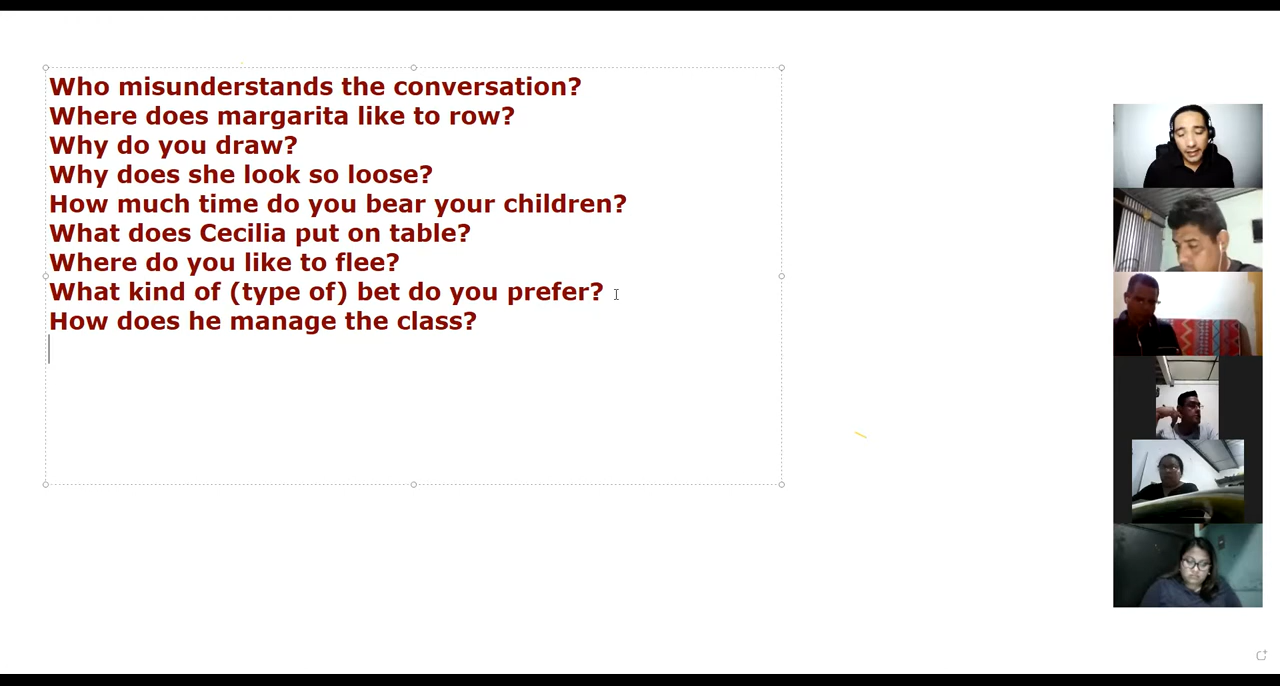 Who misunderstands the conversation?
Where does margarita like to row?
Why do you draw?
Why does she look so loose?
How much time do you bear your children?
What does Cecilia put on table?
Where do you like to flee?
What kind of (type of) bet do you prefer?
How does he manage the class?